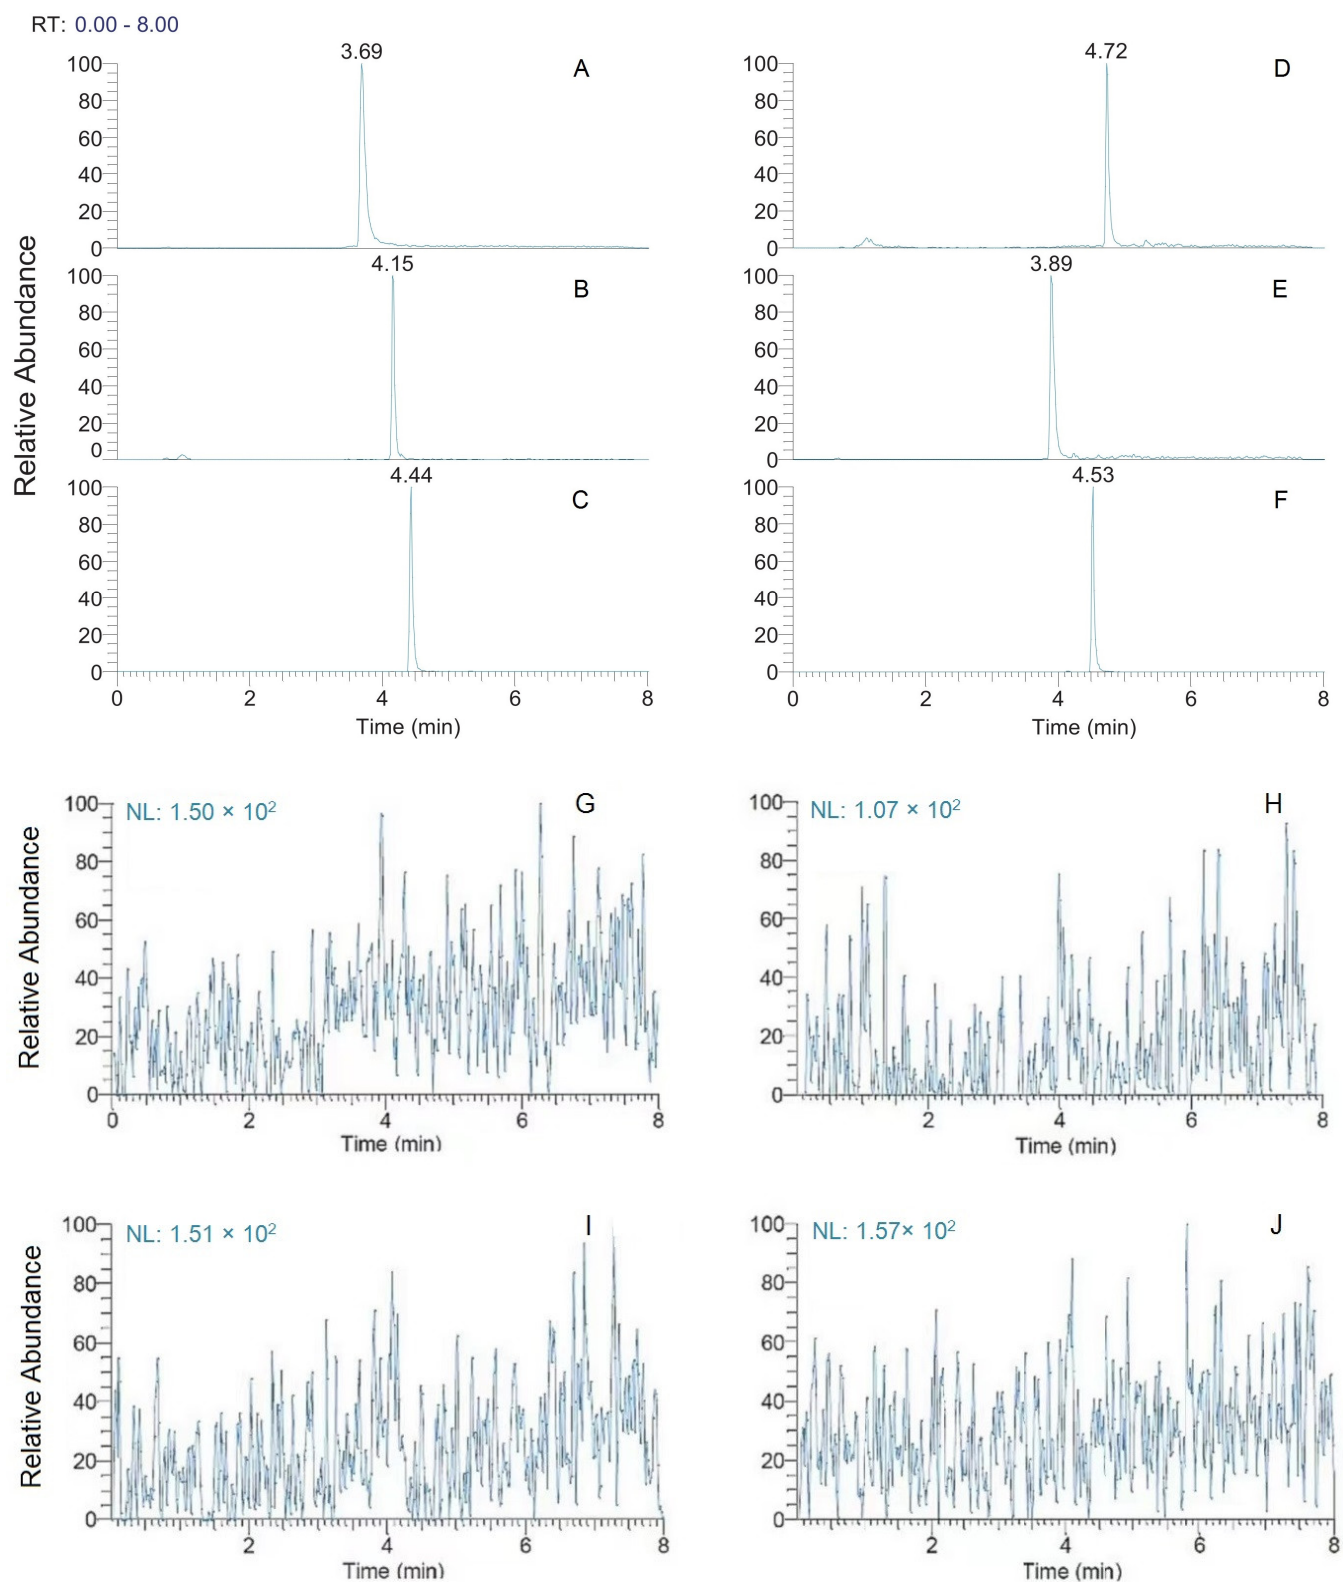 RT: 0.00 - 8.00
3.69
A
100
80
60
40
20
0
4.15
B
100
80
60
40
20
0
4.44
C
100
80
60
40
20
0
0 2 4 6 8
Time (min)
Relative Abundance
4.72
D
100
80
60
40
20
0
3.89
E
100
80
60
40
20
0
4.53
F
100
80
60
40
20
0
0 2 4 6 8
Time (min)
NL: 1.50 × 10²
G
100
80
60
40
20
0
0 2 4 6 8
Time (min)
Relative Abundance
NL: 1.07 × 10²
H
100
80
60
40
20
0
2 4 6 8
Time (min)
NL: 1.51 × 10²
I
100
80
60
40
20
0
2 4 6 8
Time (min)
Relative Abundance
NL: 1.57× 10²
J
100
80
60
40
20
0
2 4 6 8
Time (min)